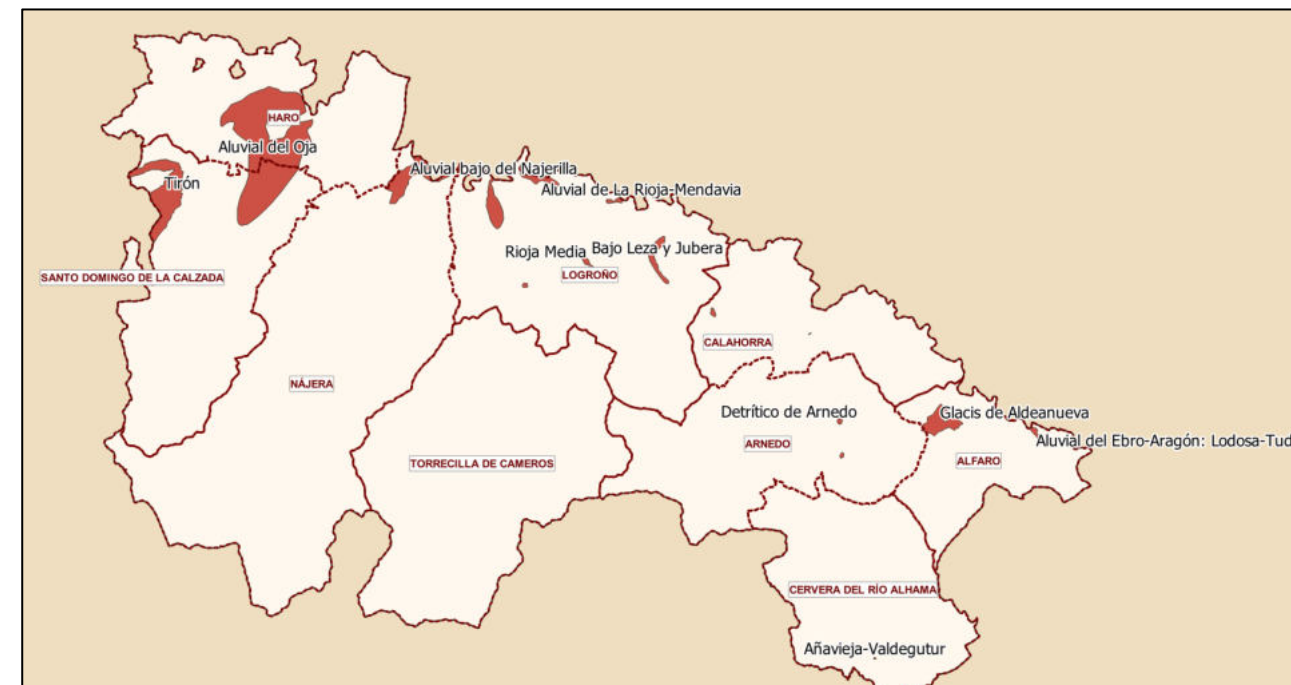 HARO
Aluvial del Oja
Aluvial bajo del Najerilla
Tirón
Aluvial de La Rioja-Mendavia
Rioja Media
Bajo Leza y Jubera
SANTO DOMINGO DE LA CALZADA
LOGROÑO
CALAHORRA
NÁJERA
Detrítico de Arnedo
Glacis de Aldeanueva
ARNEDO
Aluvial del Ebro-Aragón: Lodosa-Tud
TORRECILLA DE CAMEROS
ALFARO
CERVERA DEL RÍO ALHAMA
Añavieja-Valdegutur